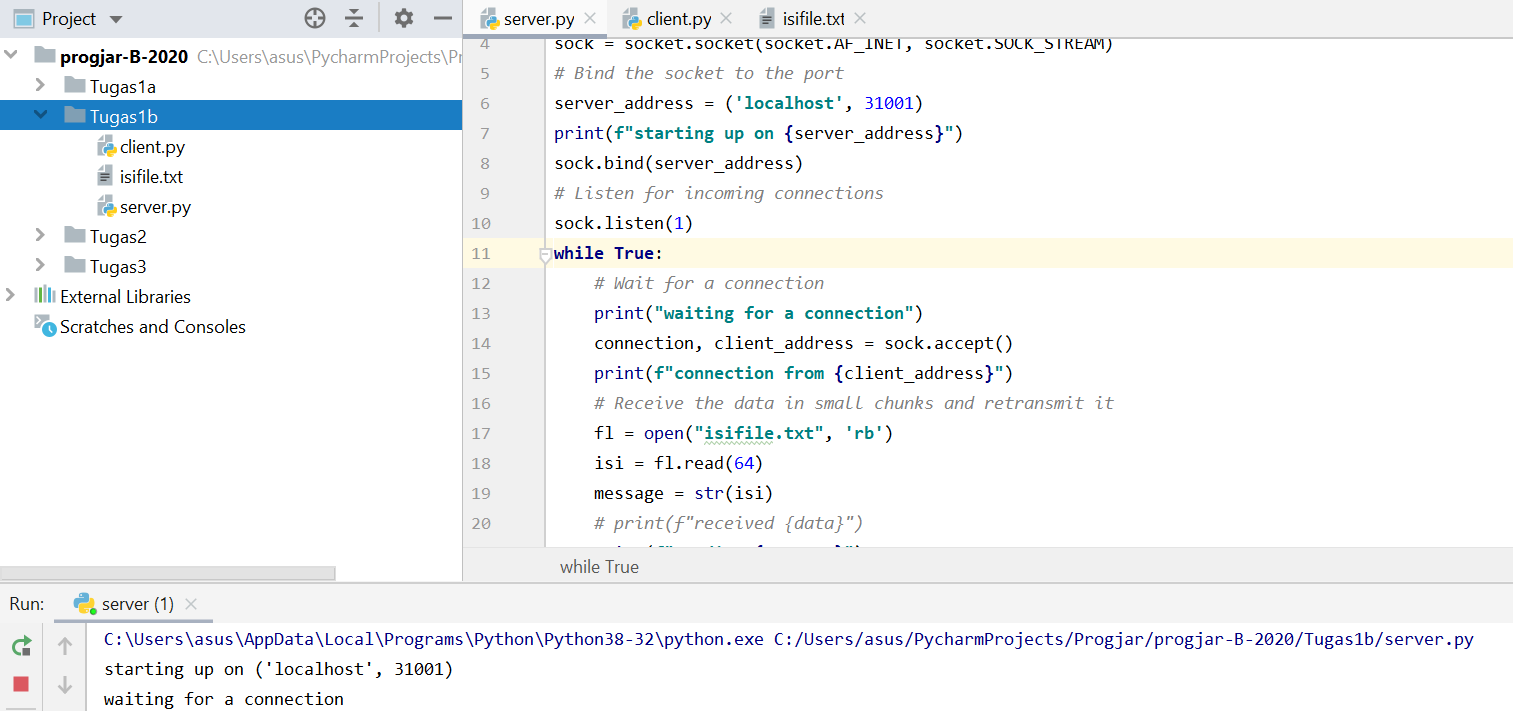 Project
server.py
client.py
isifile.txt
progjar-B-2020 C:\Users\asus\PycharmProjects\Pr
Tugas1a
Tugas1b
client.py
isifile.txt
server.py
Tugas2
Tugas3
External Libraries
Scratches and Consoles
4 sock = socket.socket(socket.AF_INET, socket.SOCK_STREAM)
5 # Bind the socket to the port
6 server_address = ('localhost', 31001)
7 print(f"starting up on {server_address}")
8 sock.bind(server_address)
9 # Listen for incoming connections
10 sock.listen(1)
11 while True:
12 # Wait for a connection
13 print("waiting for a connection")
14 connection, client_address = sock.accept()
15 print(f"connection from {client_address}")
16 # Receive the data in small chunks and retransmit it
17 fl = open("isifile.txt", 'rb')
18 isi = fl.read(64)
19 message = str(isi)
20 # print(f"received {data}")
while True
Run: server (1)
C:\Users\asus\AppData\Local\Programs\Python\Python38-32\python.exe C:/Users/asus/PycharmProjects/Progjar/progjar-B-2020/Tugas1b/server.py
starting up on ('localhost', 31001)
waiting for a connection